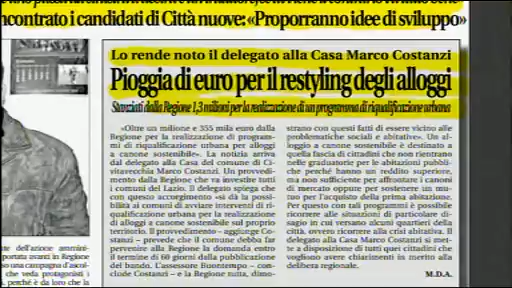 incontrato i candidati di Città nuove: «Proporranno idee di sviluppo»
Lo rende noto il delegato alla Casa Marco Costanzi
Pioggia di euro per il restyling degli alloggi
Stanziati dalla Regione 1,3 milioni per la realizzazione di un programma di riqualificazione urbana
«Oltre un milione e 355 mila euro dalla
Regione per la realizzazione di program-
mi di riqualificazione urbana per alloggi
a canone sostenibile». La notizia arriva
dal delegato alla Casa del comune di Ci-
vitavecchia Marco Costanzi. Un provvedi-
mento dalla Regione che va investire tutti
i comuni del Lazio. Il delegato spiega che
con questo accorgimento «si dà la possi-
bilità ai comuni di avviare interventi di ri-
qualificazione urbana per la realizzazione
di alloggi a canone sostenibile sul proprio
territorio. Il provvedimento - aggiunge Co-
stanzi - prevede che il comune debba far
pervenire alla Regione la domanda entro
il termine di 60 giorni dalla pubblicazione
del bando. L'assessore Buontempo - con-
clude Costanzi - e la Regione tutta, dimo-
strano con questi fatti di essere vicino alle
problematiche sociali e abitative». Un al-
loggio a canone sostenibile è destinato a
quella fascia di cittadini che non rientrano
nelle graduatorie per le abitazioni pubbli-
che perché hanno un reddito superiore,
ma non sufficiente per affrontare i canoni
di mercato oppure per sostenere un mu-
tuo per l'acquisto della prima abitazione.
Per questo con tali programmi è possibile
ricorrere alle situazioni di particolare di-
sagio in cui versano alcuni quartieri della
città, ovvero ricorrere alla crisi abitativa. Il
delegato alla Casa Marco Costanzi si met-
te a disposizione di tutti quei cittadini che
vogliono avere chiarimenti in merito alla
delibera regionale.
M.D.A.
te dell'azione ammini-
portata avanti in Regione
so una campagna d'ascol-
che veda protagonisti i
perché è da loro che la